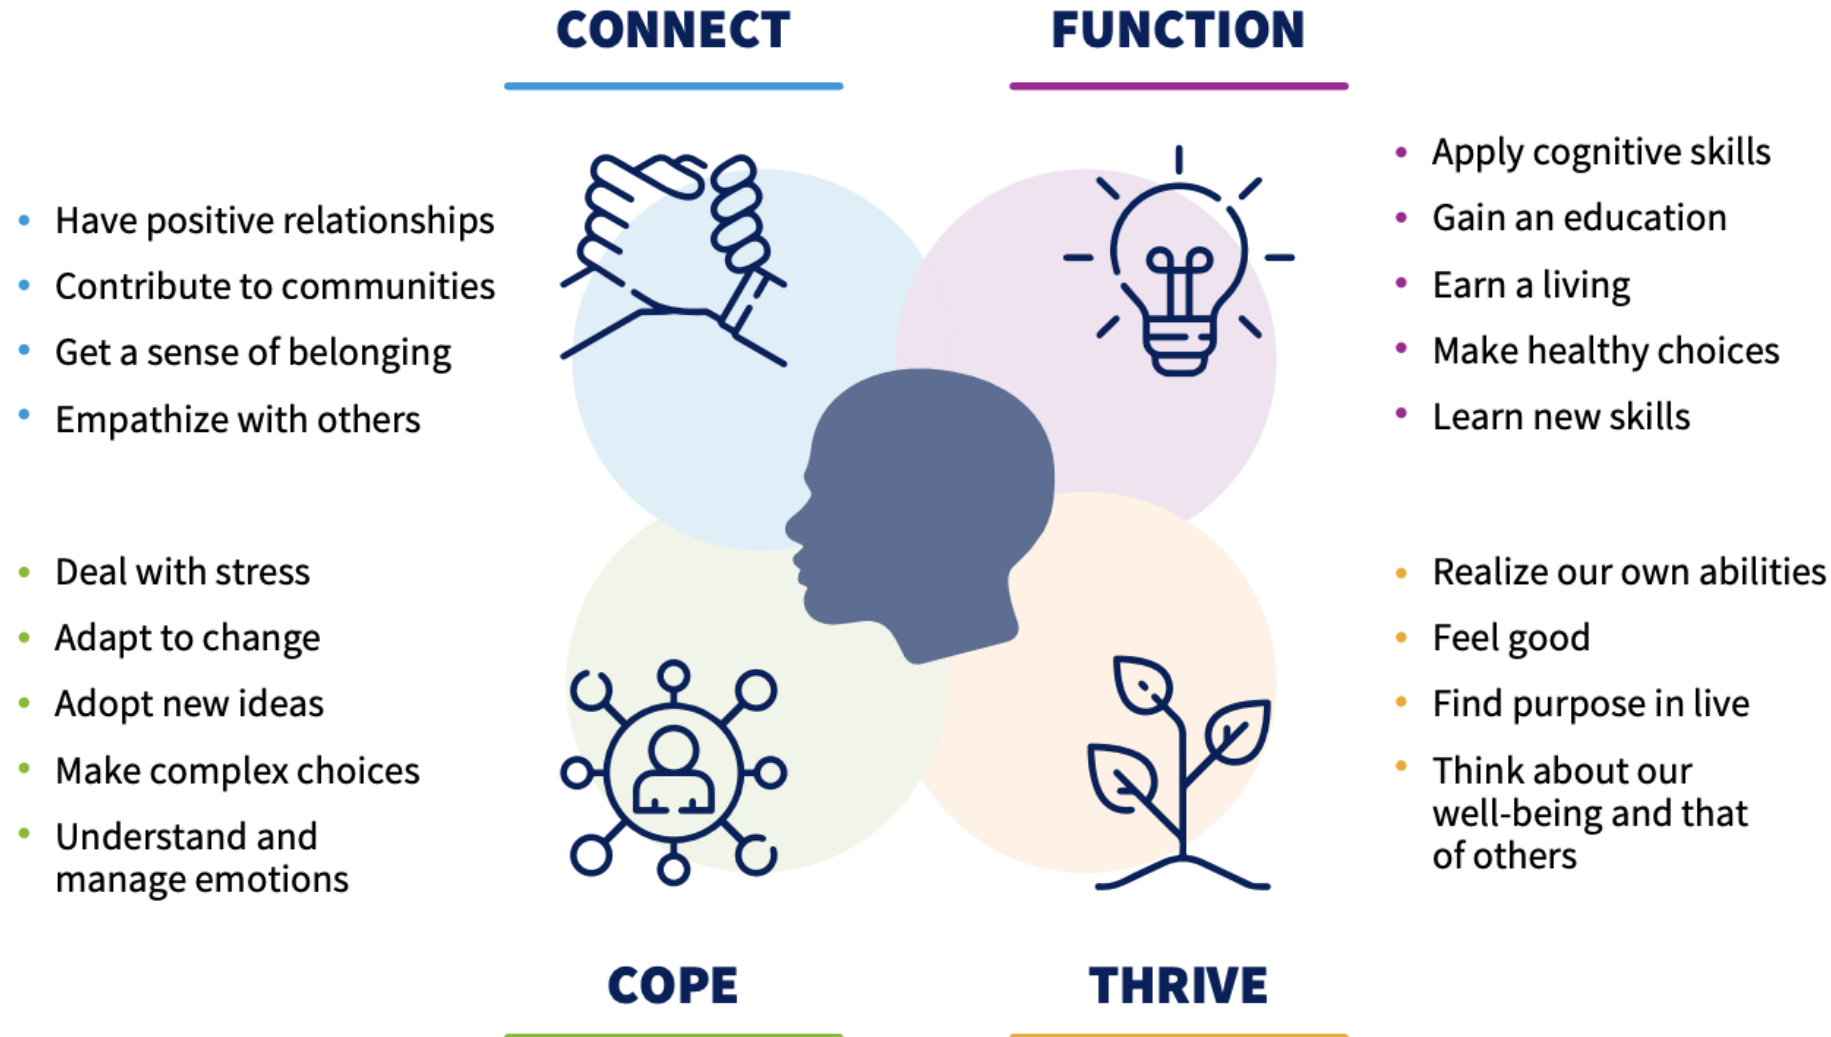 CONNECT
Have positive relationships
Contribute to communities
Get a sense of belonging
Empathize with others
FUNCTION
Apply cognitive skills
Gain an education
Earn a living
Make healthy choices
Learn new skills
Deal with stress
Adapt to change
Adopt new ideas
Make complex choices
Understand and
manage emotions
COPE
Realize our own abilities
Feel good
Find purpose in live
Think about our
well-being and that
of others
THRIVE